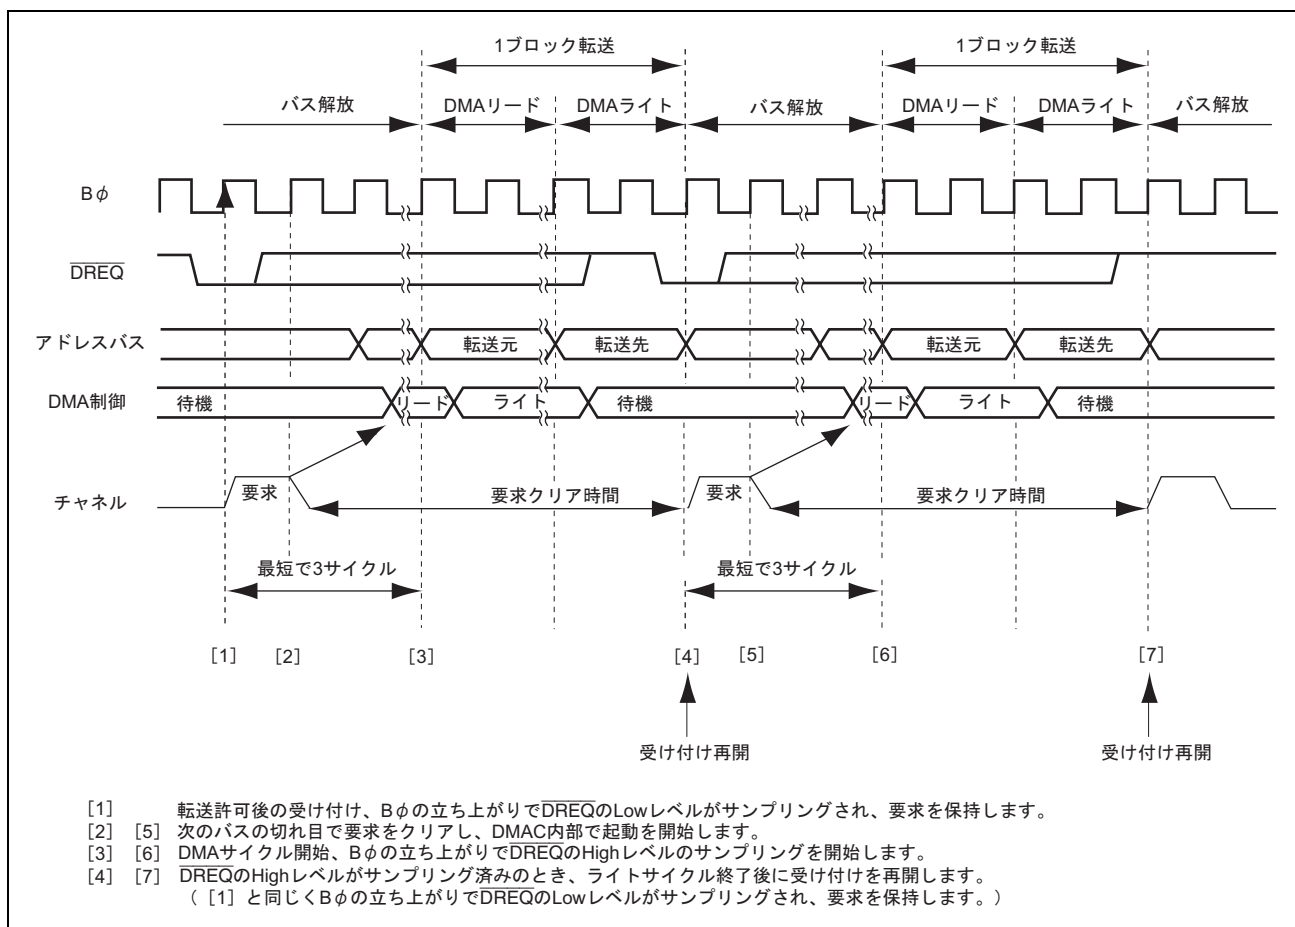 1ブロック転送 1ブロック転送
バス解放 DMAリード DMAライト バス解放 DMAリード DMAライト バス解放
Bφ
DREQ
アドレスバス 転送元 転送先 転送元 転送先
DMA制御 待機 リード ライト 待機 リード ライト 待機
チャネル 要求 要求クリア時間 要求 要求クリア時間
最短で3サイクル 最短で3サイクル
[1] [2] [3] [4] [5] [6] [7]
受け付け再開 受け付け再開
[1] 転送許可後の受け付け、Bφの立ち上がりでDREQのLowレベルがサンプリングされ、要求を保持します。
[2] [5] 次のバスの切れ目で要求をクリアし、DMAC内部で起動を開始します。
[3] [6] DMAサイクル開始、Bφの立ち上がりでDREQのHighレベルのサンプリングを開始します。
[4] [7] DREQのHighレベルがサンプリング済みのとき、ライトサイクル終了後に受け付けを再開します。
([1]と同じくBφの立ち上がりでDREQのLowレベルがサンプリングされ、要求を保持します。)